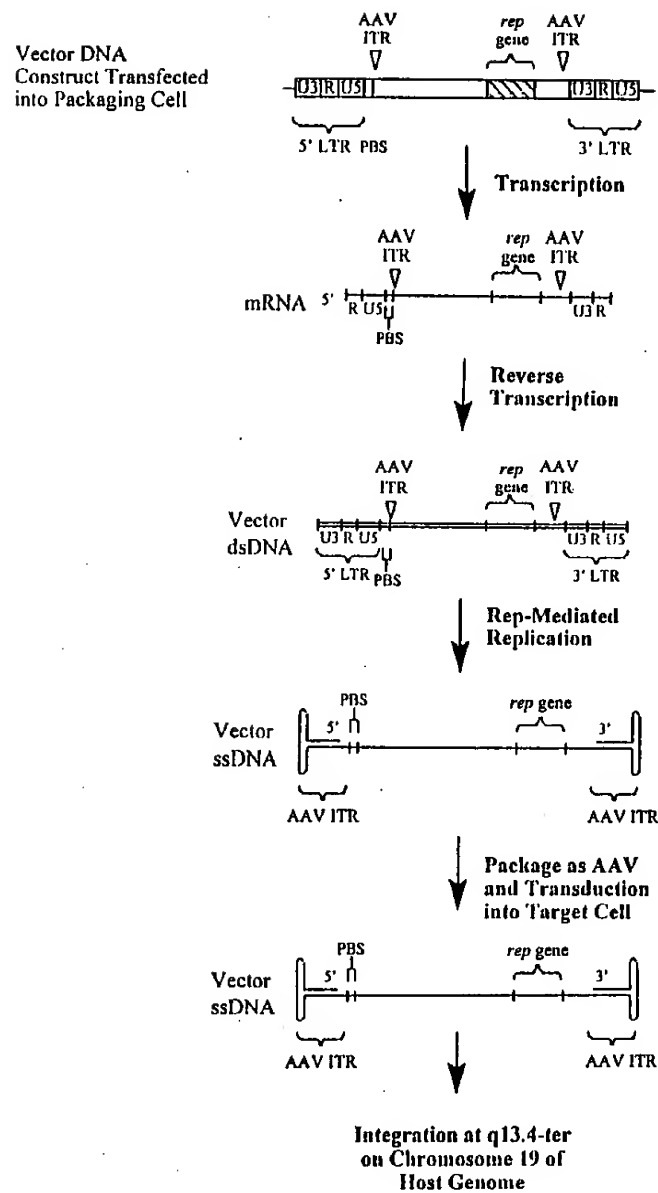 Vector DNA
Construct Transfected
into Packaging Cell
AAV
ITR
rep
gene
AAV
ITR
U3 R U5
U3 R U5
5' LTR PBS
3' LTR
Transcription
AAV
ITR
rep
gene
AAV
ITR
mRNA 5'
R U5
U3 R
PBS
Reverse
Transcription
AAV
ITR
rep
gene
AAV
ITR
Vector
dsDNA
U3 R U5
U3 R U5
5' LTR PBS
3' LTR
Rep-Mediated
Replication
PBS
rep gene
5'
3'
Vector
ssDNA
AAV ITR
AAV ITR
Package as AAV
and Transduction
into Target Cell
PBS
rep gene
5'
3'
Vector
ssDNA
AAV ITR
AAV ITR
Integration at q13.4-ter
on Chromosome 19 of
Host Genome